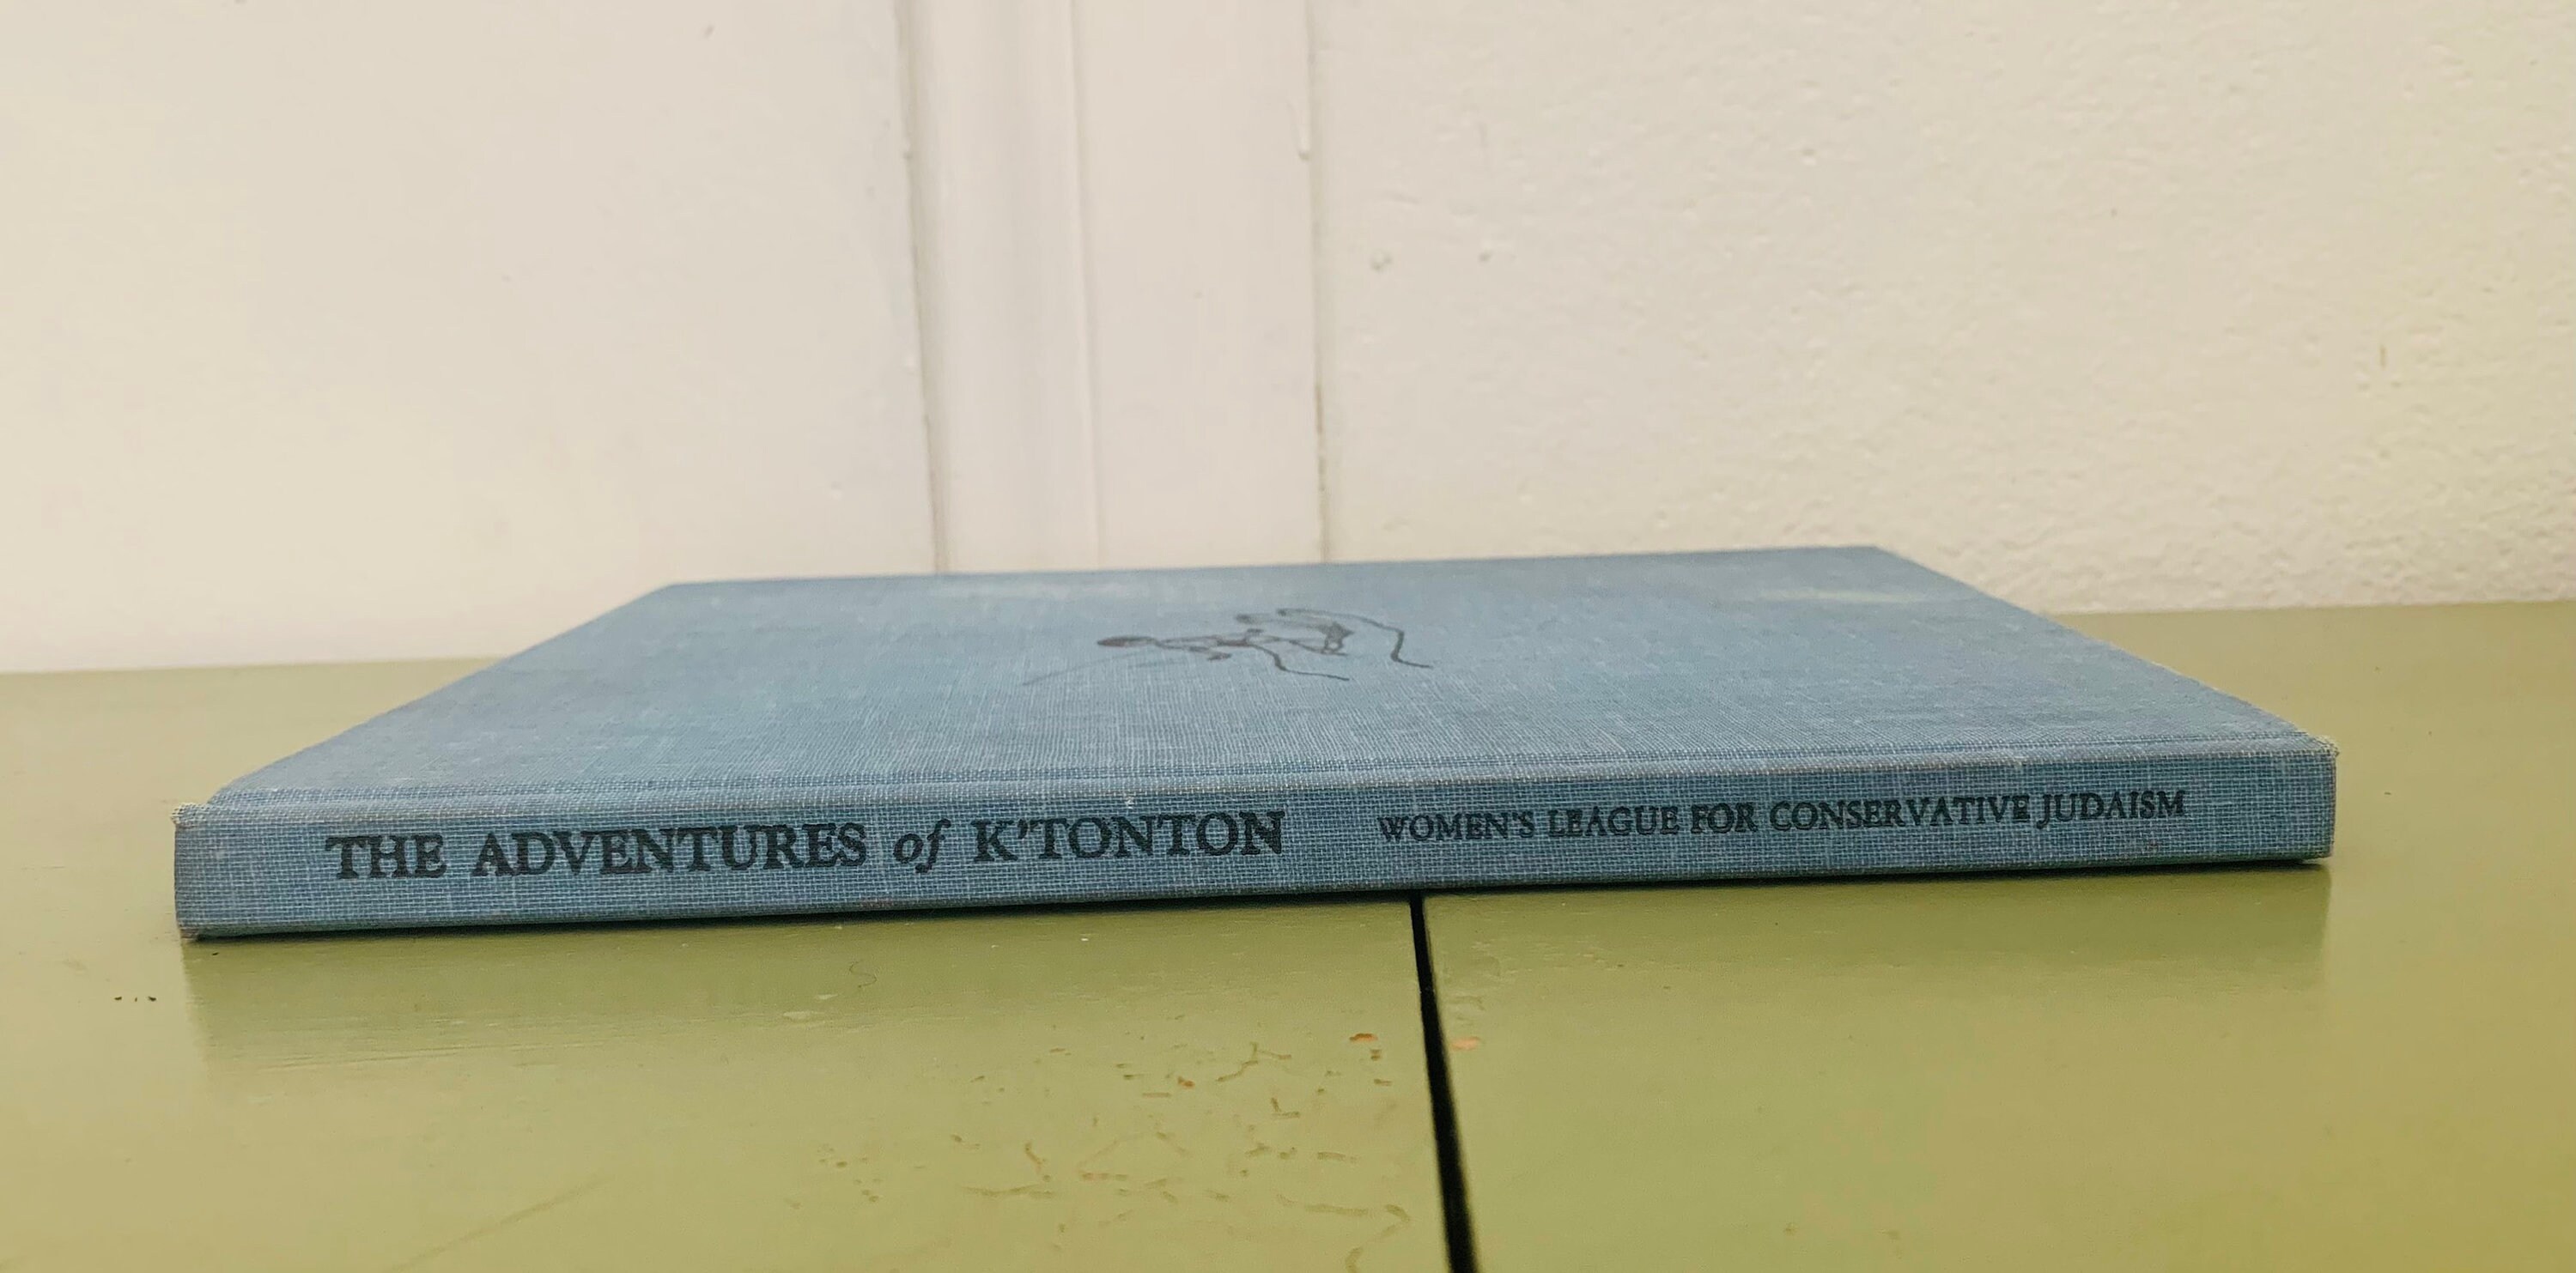 THE ADVENTURES of K'TONTON WOMEN'S LEAGUE FOR CONSERVATIVE JUDAISM